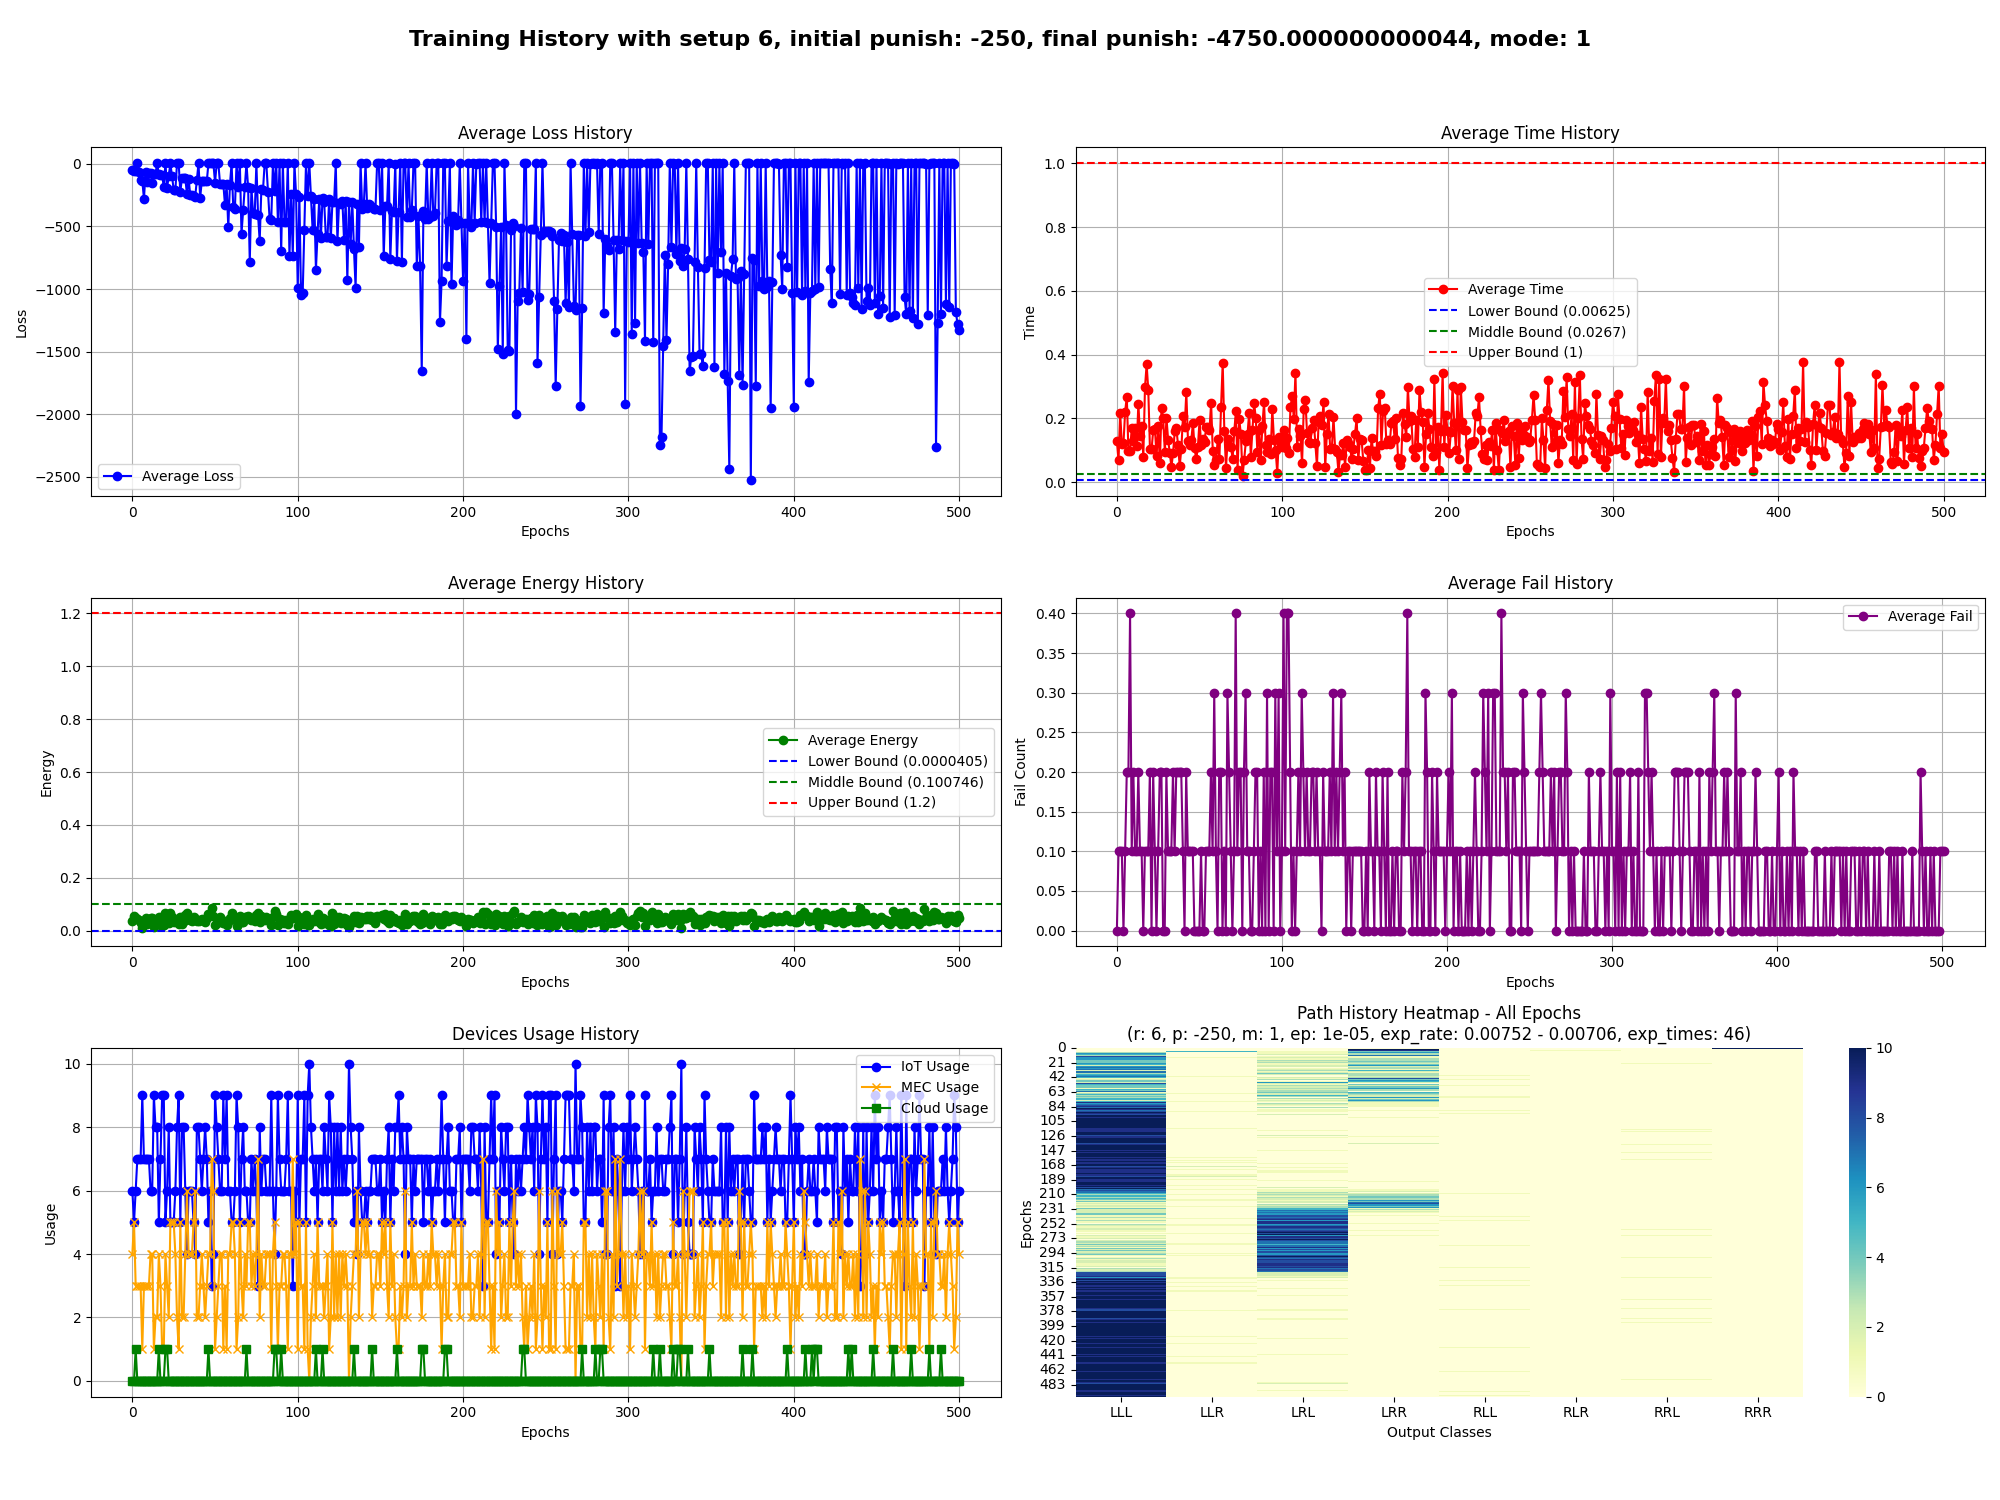 Training History with setup 6, initial punish: -250, final punish: -4750.000000000044, mode: 1
Average Loss History
0
−500
−1000
−1500
−2000
−2500
Loss
Average Loss
0 100 200 300 400 500
Epochs
Average Time History
1.0
0.8
0.6
0.4
0.2
0.0
Time
Average Time
Lower Bound (0.00625)
Middle Bound (0.0267)
Upper Bound (1)
0 100 200 300 400 500
Epochs
Average Energy History
1.2
1.0
0.8
0.6
0.4
0.2
0.0
Energy
Average Energy
Lower Bound (0.0000405)
Middle Bound (0.100746)
Upper Bound (1.2)
0 100 200 300 400 500
Epochs
Average Fail History
0.40
0.35
0.30
0.25
0.20
0.15
0.10
0.05
0.00
Fail Count
Average Fail
0 100 200 300 400 500
Epochs
Devices Usage History
10
8
6
4
2
0
Usage
IoT Usage
MEC Usage
Cloud Usage
0 100 200 300 400 500
Epochs
Path History Heatmap - All Epochs
(r: 6, p: -250, m: 1, ep: 1e-05, exp_rate: 0.00752 - 0.00706, exp_times: 46)
0
21
42
63
84
105
126
147
168
189
210
231
252
273
294
315
336
357
378
399
420
441
462
483
Epochs
LLL LLR LRL LRR RLL RLR RRL RRR
Output Classes
10
8
6
4
2
0